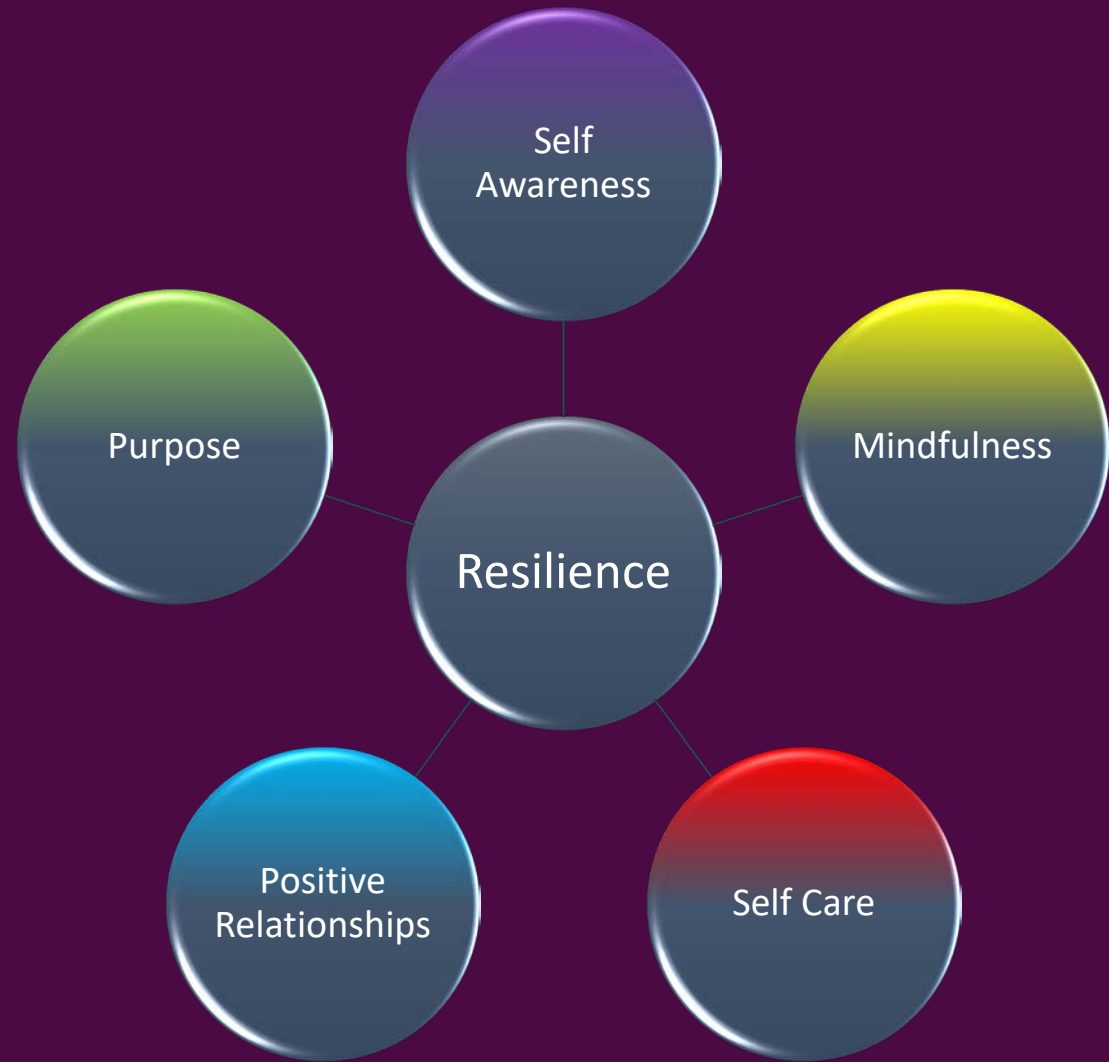 Self
Awareness
Purpose
Mindfulness
Resilience
Positive
Relationships
Self Care